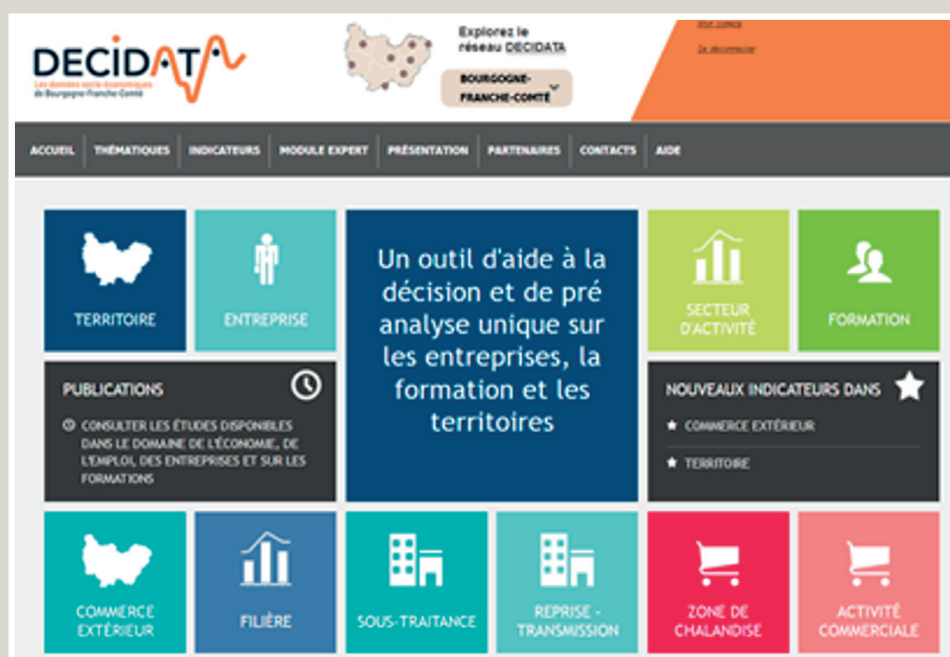 DECIDATA
Les données socio-économiques
de Bourgogne-Franche-Comté
Explorez le
réseau DECIDATA
BOURGOGNE-
FRANCHE-COMTÉ
Mon compte
Se déconnecter
ACCUEIL THÉMATIQUES INDICATEURS MODULE EXPERT PRÉSENTATION PARTENAIRES CONTACTS AIDE
TERRITOIRE
ENTREPRISE
Un outil d'aide à la
décision et de pré
analyse unique sur
les entreprises, la
formation et les
territoires
SECTEUR
D'ACTIVITÉ
FORMATION
PUBLICATIONS
CONSULTER LES ÉTUDES DISPONIBLES
DANS LE DOMAINE DE L'ÉCONOMIE, DE
L'EMPLOI, DES ENTREPRISES ET SUR LES
FORMATIONS
NOUVEAUX INDICATEURS DANS
COMMERCE EXTÉRIEUR
TERRITOIRE
COMMERCE
EXTÉRIEUR
FILIÈRE
SOUS-TRAITANCE
REPRISE -
TRANSMISSION
ZONE DE
CHALANDISE
ACTIVITÉ
COMMERCIALE